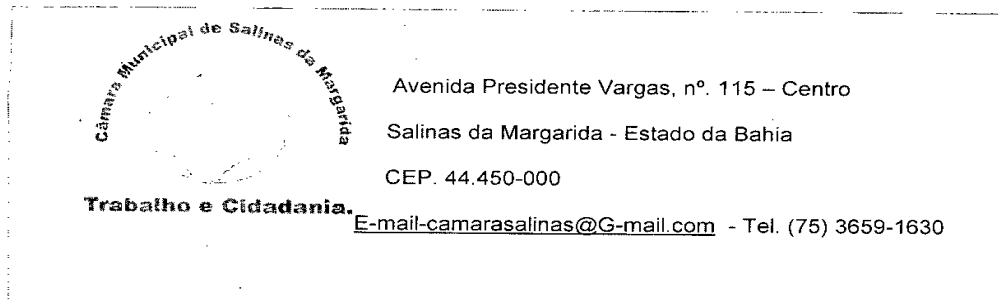 Câmara Municipal de Salinas da Margarida
Trabalho e Cidadania.
Avenida Presidente Vargas, nº. 115 – Centro
Salinas da Margarida - Estado da Bahia
CEP. 44.450-000
E-mail-camarasalinas@G-mail.com - Tel. (75) 3659-1630